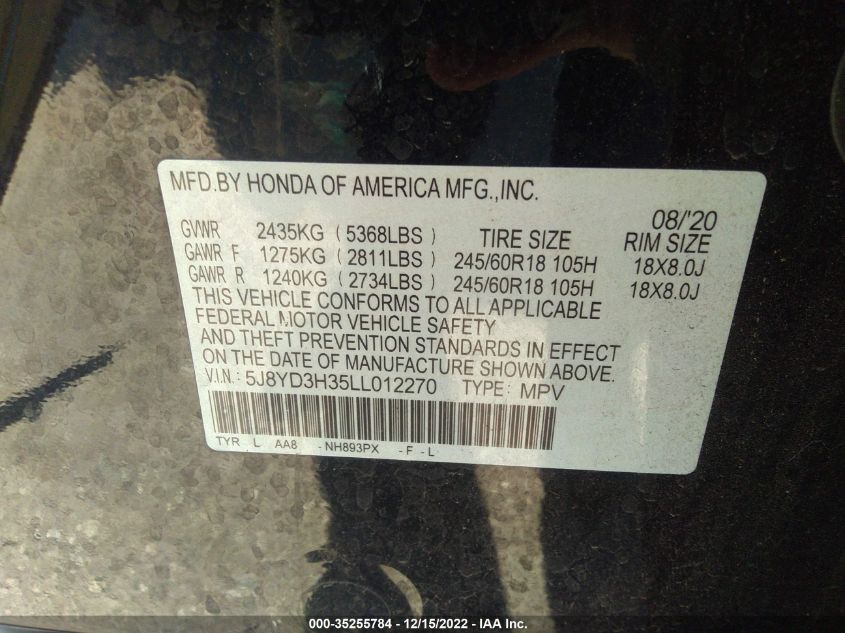 MFD.BY HONDA OF AMERICA MFG.,INC.
08/'20
GVWR 2435KG ( 5368LBS ) TIRE SIZE RIM SIZE
GAWR F 1275KG ( 2811LBS ) 245/60R18 105H 18X8.0J
GAWR R 1240KG ( 2734LBS ) 245/60R18 105H 18X8.0J
THIS VEHICLE CONFORMS TO ALL APPLICABLE
FEDERAL MOTOR VEHICLE SAFETY
AND THEFT PREVENTION STANDARDS IN EFFECT
ON THE DATE OF MANUFACTURE SHOWN ABOVE.
V.I.N.: 5J8YD3H35LL012270 TYPE: MPV
TYR L AA8 -NH893PX -F -L
000-35255784 - 12/15/2022 - IAA Inc.